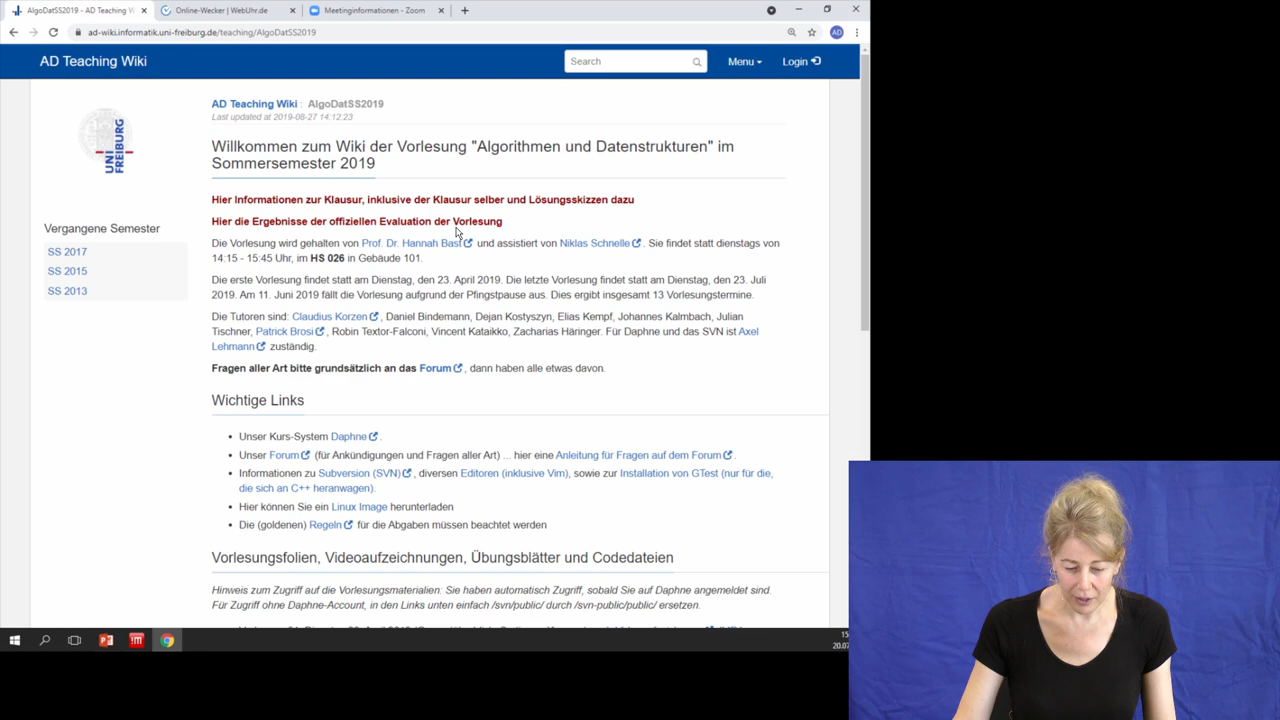 AlgoDatSS2019 - AD Teaching Wi
Online-Wecker | WebUhr.de
Meetinginformationen - Zoom
ad-wiki.informatik.uni-freiburg.de/teaching/AlgoDatSS2019
AD
AD Teaching Wiki
Search
Menu
Login
UNI
FREIBURG
Vergangene Semester
SS 2017
SS 2015
SS 2013
AD Teaching Wiki : AlgoDatSS2019
Last updated at 2019-08-27 14:12:23
Willkommen zum Wiki der Vorlesung "Algorithmen und Datenstrukturen" im
Sommersemester 2019
Hier Informationen zur Klausur, inklusive der Klausur selber und Lösungsskizzen dazu
Hier die Ergebnisse der offiziellen Evaluation der Vorlesung
Die Vorlesung wird gehalten von Prof. Dr. Hannah Bast und assistiert von Niklas Schnelle. Sie findet statt dienstags von
14:15 - 15:45 Uhr, im HS 026 in Gebäude 101.
Die erste Vorlesung findet statt am Dienstag, den 23. April 2019. Die letzte Vorlesung findet statt am Dienstag, den 23. Juli
2019. Am 11. Juni 2019 fällt die Vorlesung aufgrund der Pfingstpause aus. Dies ergibt insgesamt 13 Vorlesungstermine.
Die Tutoren sind: Claudius Korzen, Daniel Bindemann, Dejan Kostyszyn, Elias Kempf, Johannes Kalmbach, Julian
Tischner, Patrick Brosi, Robin Textor-Falconi, Vincent Kataikko, Zacharias Häringer. Für Daphne und das SVN ist Axel
Lehmann zuständig.
Fragen aller Art bitte grundsätzlich an das Forum, dann haben alle etwas davon.
Wichtige Links
Unser Kurs-System Daphne.
Unser Forum (für Ankündigungen und Fragen aller Art) ... hier eine Anleitung für Fragen auf dem Forum.
Informationen zu Subversion (SVN), diversen Editoren (inklusive Vim), sowie zur Installation von GTest (nur für die,
die sich an C++ heranwagen).
Hier können Sie ein Linux Image herunterladen
Die (goldenen) Regeln für die Abgaben müssen beachtet werden
Vorlesungsfolien, Videoaufzeichnungen, Übungsblätter und Codedateien
Hinweis zum Zugriff auf die Vorlesungsmaterialien: Sie haben automatisch Zugriff, sobald Sie auf Daphne angemeldet sind.
Für Zugriff ohne Daphne-Account, in den Links unten einfach /svn/public/ durch /svn-public/public/ ersetzen.
15
20.07